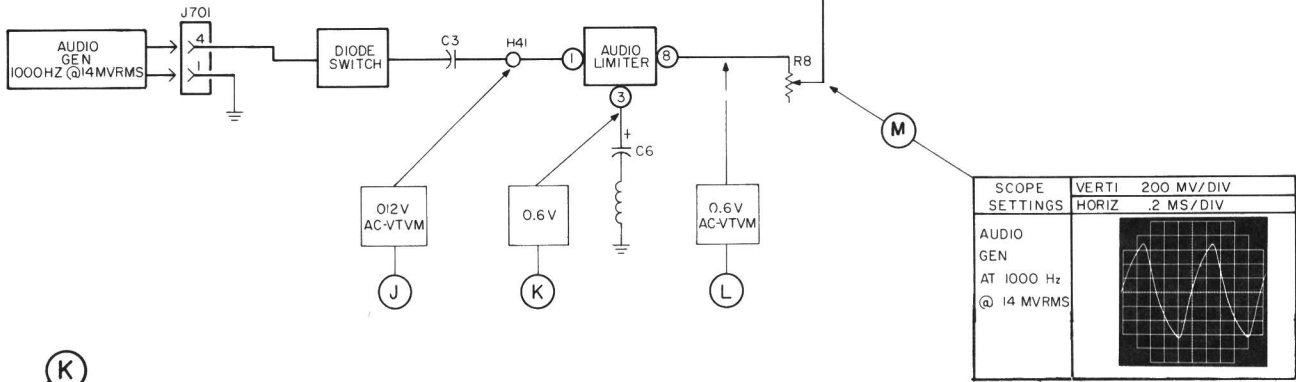 J701
AUDIO
GEN
1000HZ @ 14MVRMS
4
1
DIODE
SWITCH
C3
H41
1
AUDIO
LIMITER
8
3
R8
+
C6
M
012V
AC-VTVM
0.6V
0.6V
AC-VTVM
J
K
L
SCOPE
SETTINGS
VERTI 200 MV/DIV
HORIZ .2 MS/DIV
AUDIO
GEN
AT 1000 Hz
@ 14 MVRMS
K